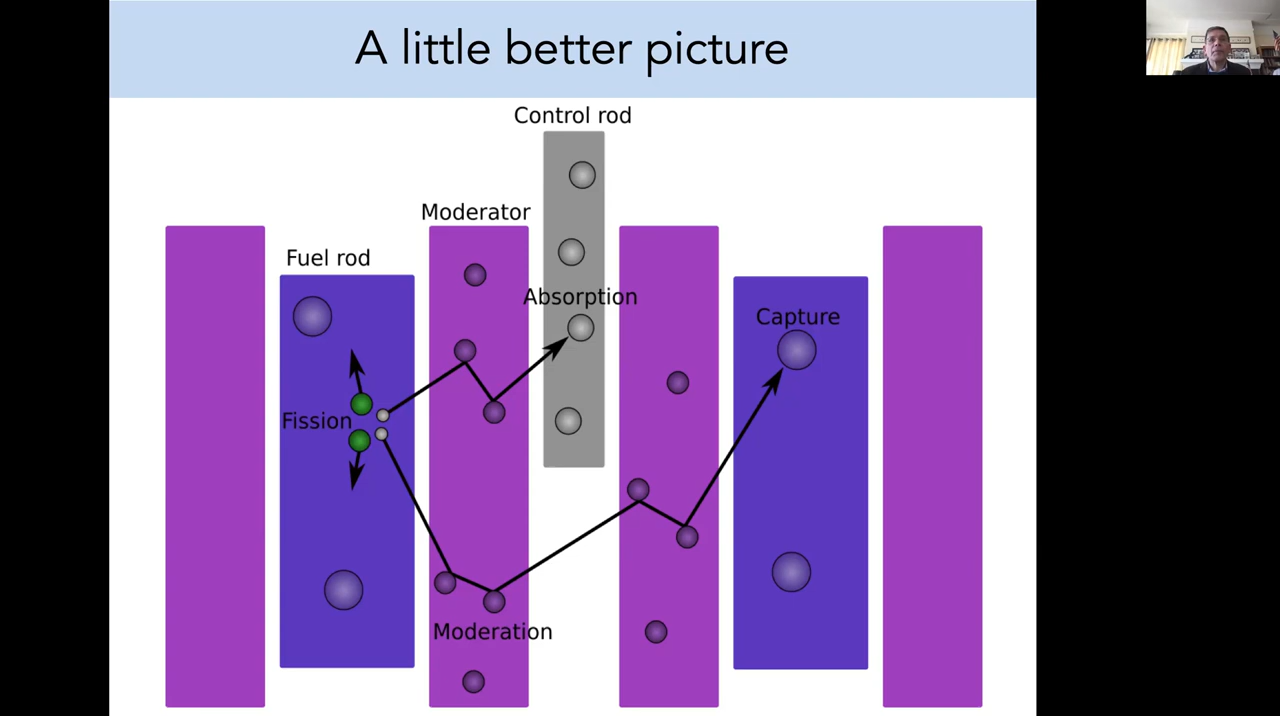 A little better picture
Control rod
Moderator
Fuel rod
Absorption
Capture
Fission
Moderation